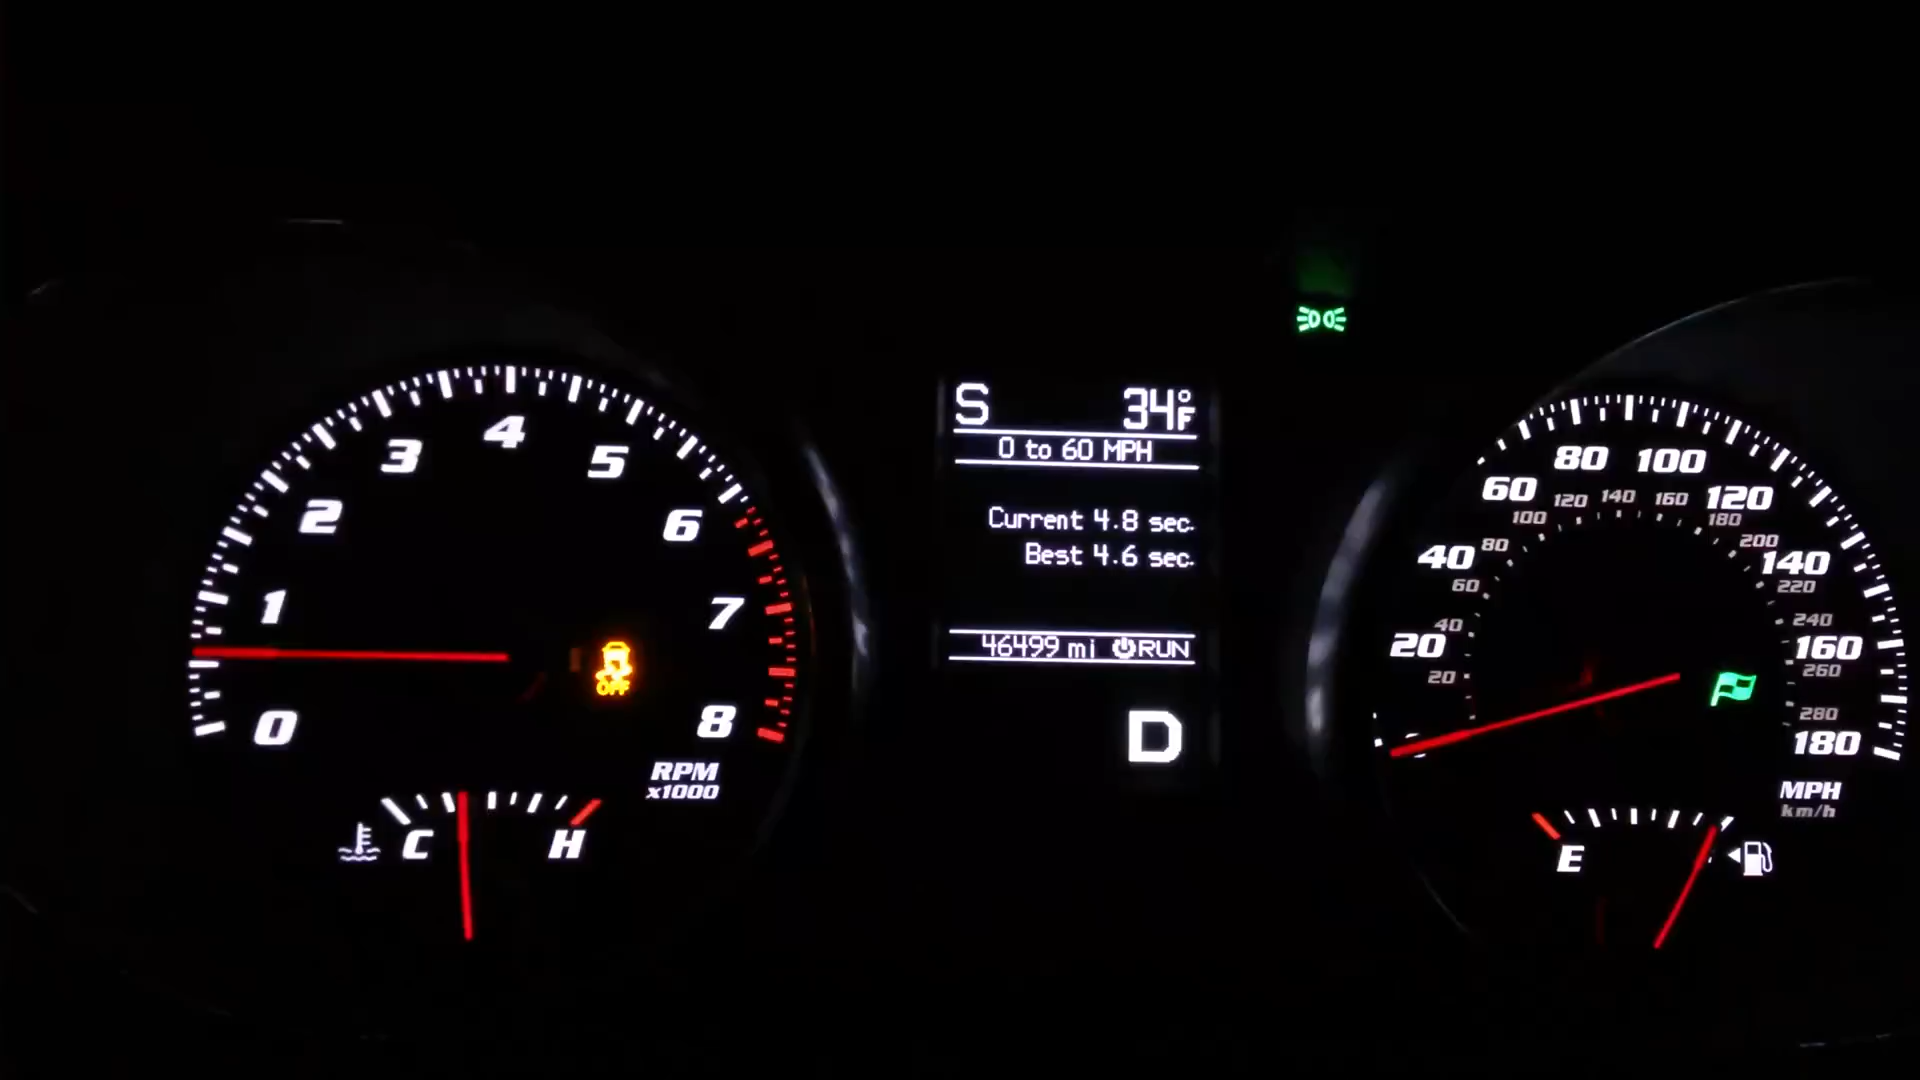 0
1
2
3
4
5
6
7
8
RPM
x1000
C
H
OFF
S 34°F
0 to 60 MPH
Current 4.8 sec.
Best 4.6 sec.
46499 mi RUN
D
20
40
60
80
100
120
140
160
180
20
40
60
80
100
120
140
160
180
200
220
240
260
280
MPH
km/h
E